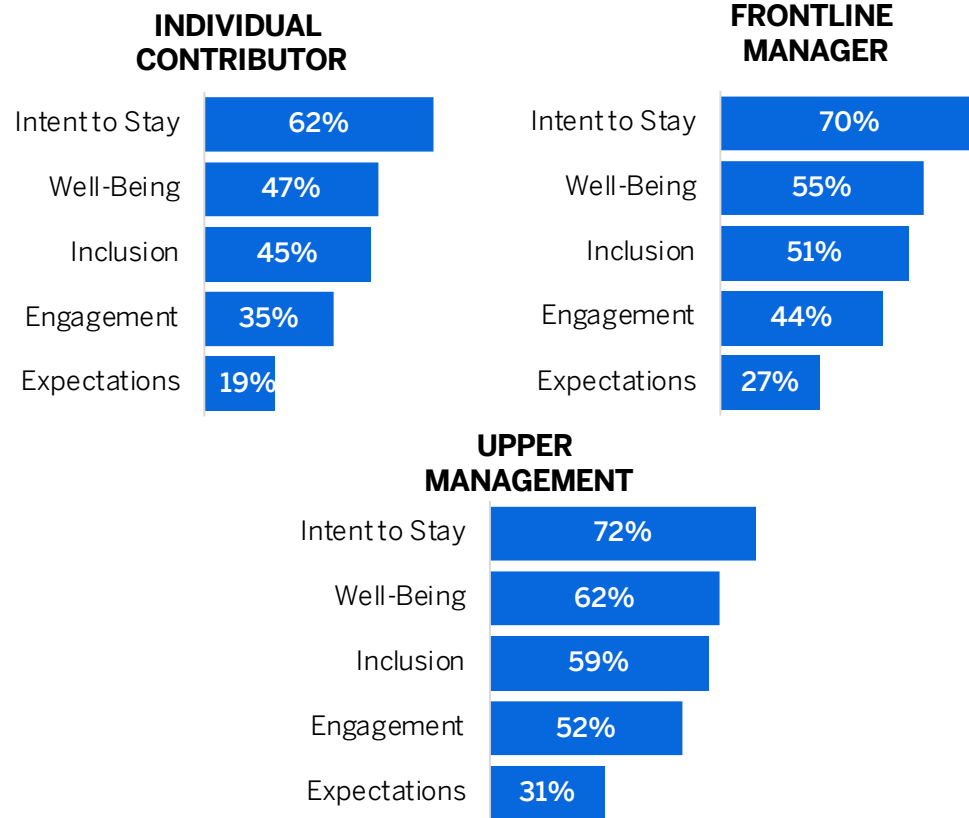 INDIVIDUAL
CONTRIBUTOR
Intent to Stay 62%
Well-Being 47%
Inclusion 45%
Engagement 35%
Expectations 19%
FRONTLINE
MANAGER
Intent to Stay 70%
Well-Being 55%
Inclusion 51%
Engagement 44%
Expectations 27%
UPPER
MANAGEMENT
Intent to Stay 72%
Well-Being 62%
Inclusion 59%
Engagement 52%
Expectations 31%